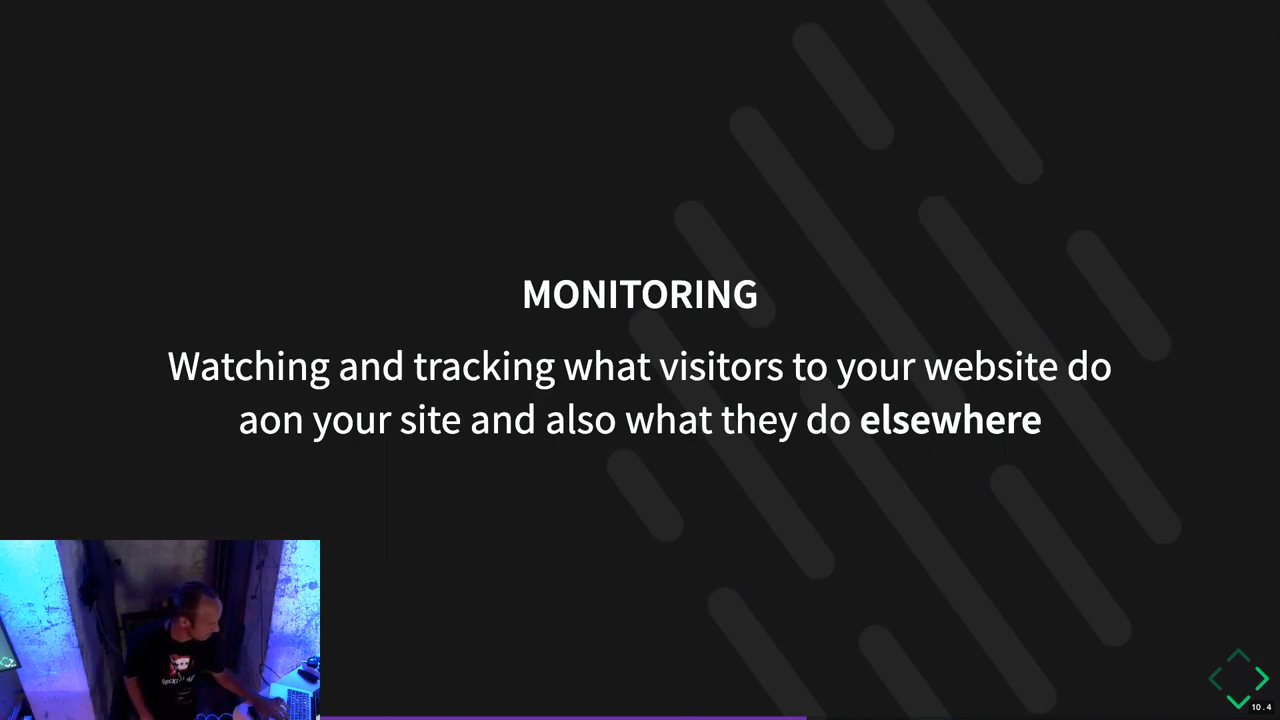 MONITORING
Watching and tracking what visitors to your website do
aon your site and also what they do elsewhere
10.4